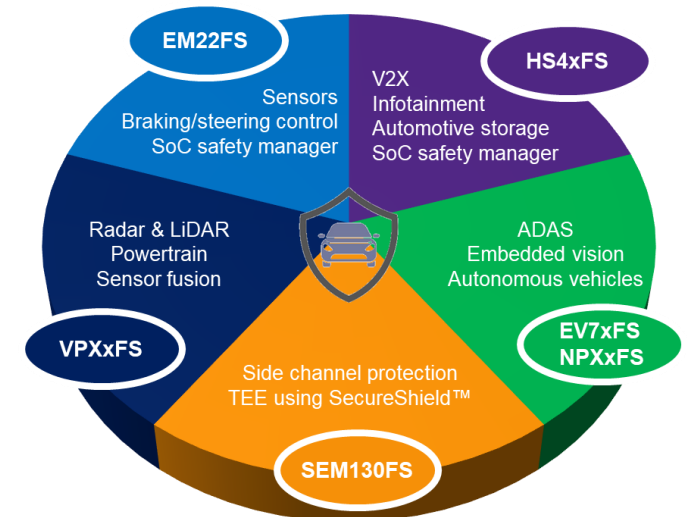 EM22FS
Sensors
Braking/steering control
SoC safety manager
HS4xFS
V2X
Infotainment
Automotive storage
SoC safety manager
Radar & LiDAR
Powertrain
Sensor fusion
VPXxFS
ADAS
Embedded vision
Autonomous vehicles
EV7xFS
NPXxFS
Side channel protection
TEE using SecureShield™
SEM130FS